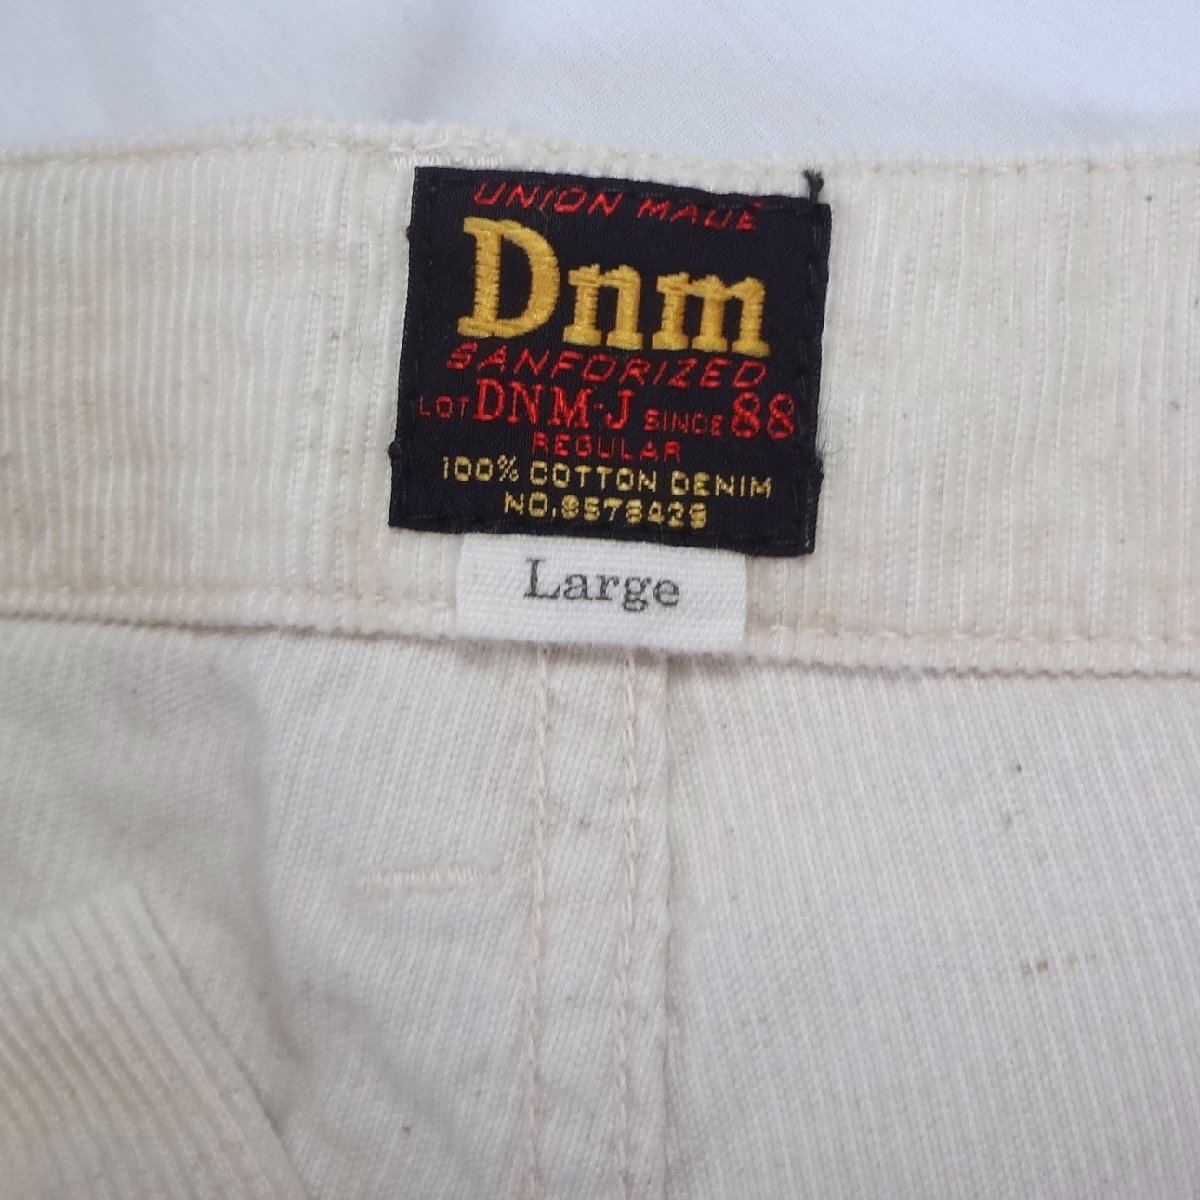 UNION MADE
Dnm
SANFORIZED
LOT DNM-J SINCE 88
REGULAR
100% COTTON DENIM
NO.8578429
Large